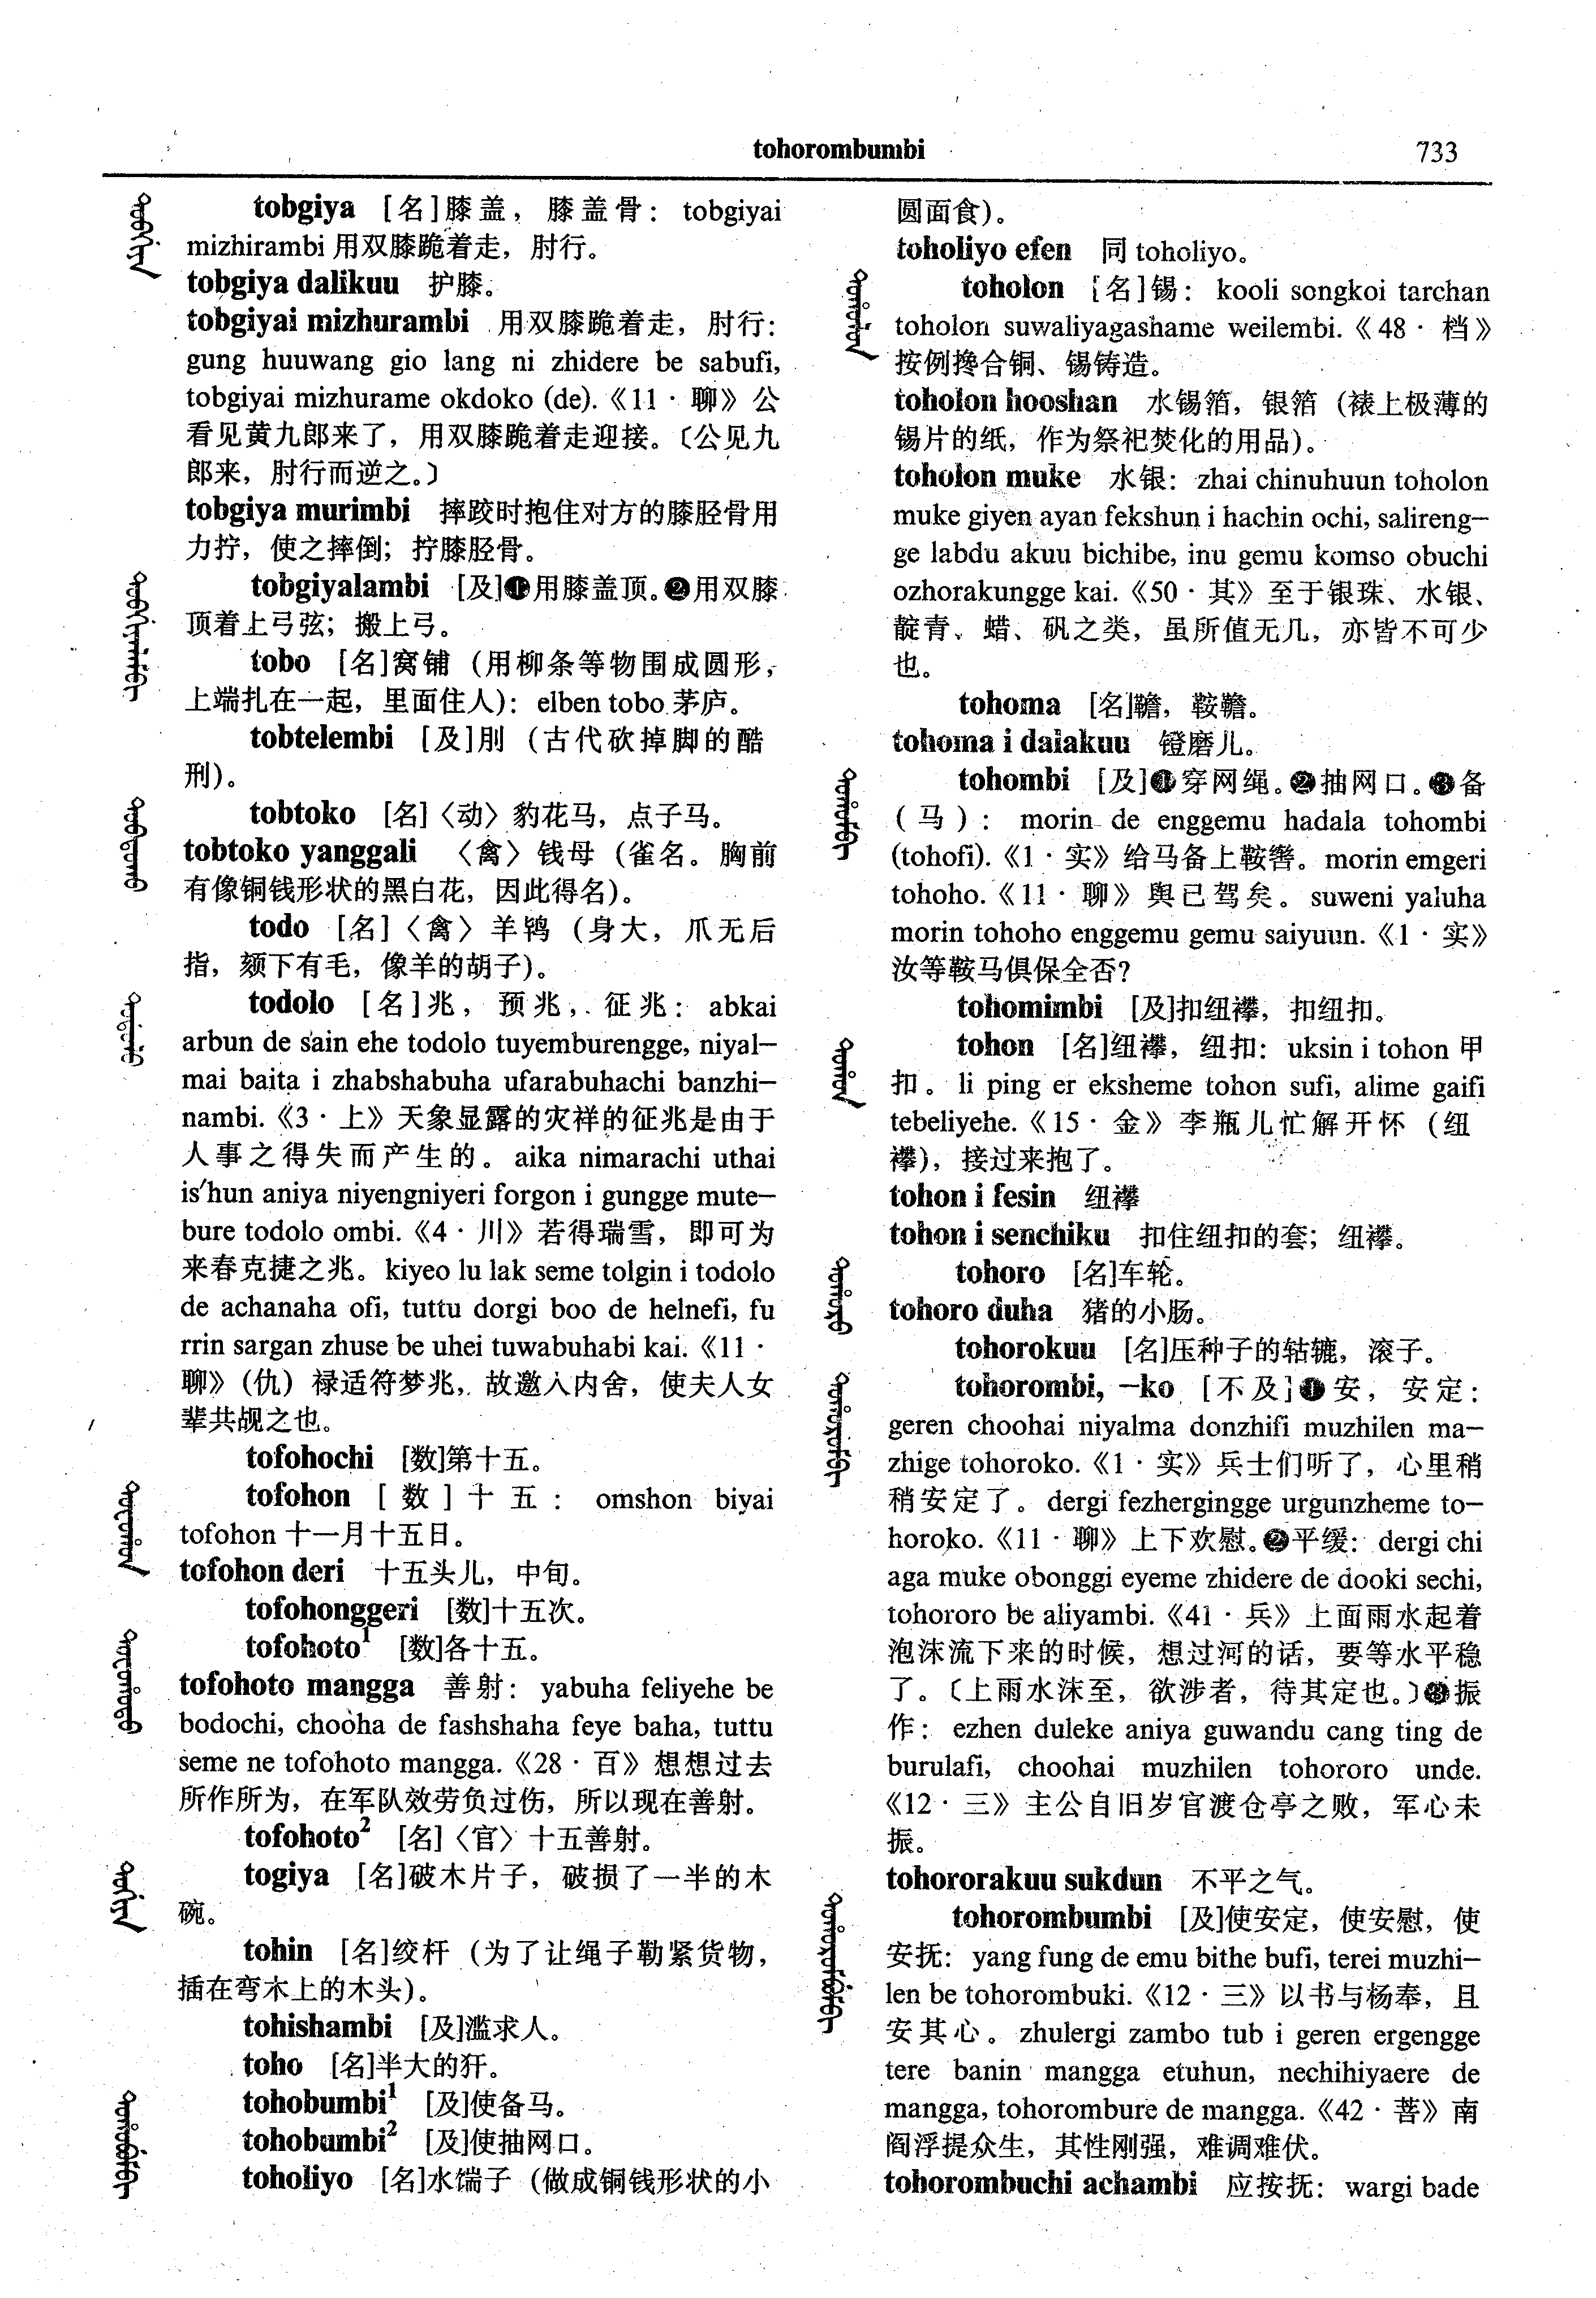 tohorombumbi
733
tobgiya [名]膝盖，膝盖骨：tobgiyai
mizhirambi 用双膝跪着走，肘行。
tobgiya dalikuu 护膝。
tobgiyai mizhurambi 用双膝跪着走，肘行：
gung huuwang gio lang ni zhidere be sabufi,
tobgiyai mizhurame okdoko (de).《11·聊》公
看见黄九郎来了，用双膝跪着走迎接。〔公见九
郎来，肘行而逆之。〕
tobgiya murimbi 摔跤时抱住对方的膝胫骨用
力拧，使之摔倒；拧膝胫骨。
tobgiyalambi [及]❶用膝盖顶。❷用双膝
顶着上弓弦；搬上弓。
tobo [名]窝铺（用柳条等物围成圆形，
上端扎在一起，里面住人）：elben tobo 茅庐。
tobtelembi [及]刖（古代砍掉脚的酷
刑）。
tobtoko [名]〈动〉豹花马，点子马。
tobtoko yanggali 〈禽〉钱母（雀名。胸前
有像铜钱形状的黑白花，因此得名）。
todo [名]〈禽〉羊鸨（身大，爪无后
指，颏下有毛，像羊的胡子）。
todolo [名]兆，预兆，征兆：abkai
arbun de sain ehe todolo tuyemburengge, niyal-
mai baita i zhabshabuha ufarabuhachi banzhi-
nambi.《3·上》天象显露的灾祥的征兆是由于
人事之得失而产生的。aika nimarachi uthai
is'hun aniya niyengniyeri forgon i gungge mute-
bure todolo ombi.《4·川》若得瑞雪，即可为
来春克捷之兆。kiyeo lu lak seme tolgin i todolo
de achanaha ofi, tuttu dorgi boo de helnefi, fu
rrin sargan zhuse be uhei tuwabuhabi kai.《11·
聊》(仇) 禄适符梦兆，故邀入内舍，使夫人女
辈共觇之也。
tofohochi [数]第十五。
tofohon [数]十五：omshon biyai
tofohon 十一月十五日。
tofohon deri 十五头儿，中旬。
tofohonggeri [数]十五次。
tofohoto¹ [数]各十五。
tofohoto mangga 善射：yabuha feliyehe be
bodochi, chooha de fashshaha feye baha, tuttu
seme ne tofohoto mangga.《28·百》想想过去
所作所为，在军队效劳负过伤，所以现在善射。
tofohoto² [名]〈官〉十五善射。
togiya [名]破木片子，破损了一半的木
碗。
tohin [名]绞杆（为了让绳子勒紧货物，
插在弯木上的木头）。
tohishambi [及]滥求人。
toho [名]半大的犴。
tohobumbi¹ [及]使备马。
tohobumbi² [及]使抽网口。
toholiyo [名]水馓子（做成铜钱形状的小
圆面食）。
toholiyo efen 同 toholiyo。
toholon [名]锡：kooli songkoi tarchan
toholon suwaliyagashame weilembi.《48·档》
按例搀合铜、锡铸造。
toholon hooshan 水锡箔，银箔（裱上极薄的
锡片的纸，作为祭祀焚化的用品）。
toholon muke 水银：zhai chinuhuun toholon
muke giyen ayan fekshun i hachin ochi, salireng-
ge labdu akuu bichibe, inu gemu komso obuchi
ozhorakungge kai.《50·其》至于银珠、水银、
靛青、蜡、矾之类，虽所值无几，亦皆不可少
也。
tohoma [名]韂，鞍韂。
tohoma i dalakuu 镫磨儿。
tohombi [及]❶穿网绳。❷抽网口。❸备
（马）：morin de enggemu hadala tohombi
(tohofi).《1·实》给马备上鞍辔。morin emgeri
tohoho.《11·聊》舆已驾矣。suweni yaluha
morin tohoho enggemu gemu saiyuun.《1·实》
汝等鞍马俱保全否?
tohomimbi [及]扣纽襻，扣纽扣。
tohon [名]纽襻，纽扣：uksin i tohon 甲
扣。li ping er eksheme tohon sufi, alime gaifi
tebeliyehe.《15·金》李瓶儿忙解开怀（纽
襻），接过来抱了。
tohon i fesin 纽襻
tohon i senchiku 扣住纽扣的套；纽襻。
tohoro [名]车轮。
tohoro duha 猪的小肠。
tohorokuu [名]压种子的轱辘，滚子。
tohorombi, -ko [不及]❶安，安定：
geren choohai niyalma donzhifi muzhilen ma-
zhige tohoroko.《1·实》兵士们听了，心里稍
稍安定了。dergi fezhergingge urgunzheme to-
horoko.《11·聊》上下欢慰。❷平缓：dergi chi
aga muke obonggi eyeme zhidere de dooki sechi,
tohororo be aliyambi.《41·兵》上面雨水起着
泡沫流下来的时候，想过河的话，要等水平稳
了。〔上雨水沫至，欲涉者，待其定也。〕❸振
作：ezhen duleke aniya guwandu cang ting de
burulafi, choohai muzhilen tohororo unde.
《12·三》主公自旧岁官渡仓亭之败，军心未
振。
tohororakuu sukdun 不平之气。
tohorombumbi [及]使安定，使安慰，使
安抚：yang fung de emu bithe bufi, terei muzhi-
len be tohorombuki.《12·三》以书与杨奉，且
安其心。zhulergi zambo tub i geren ergengge
tere banin mangga etuhun, nechihiyaere de
mangga, tohorombure de mangga.《42·菩》南
阎浮提众生，其性刚强，难调难伏。
tohorombuchi achambi 应按抚：wargi bade